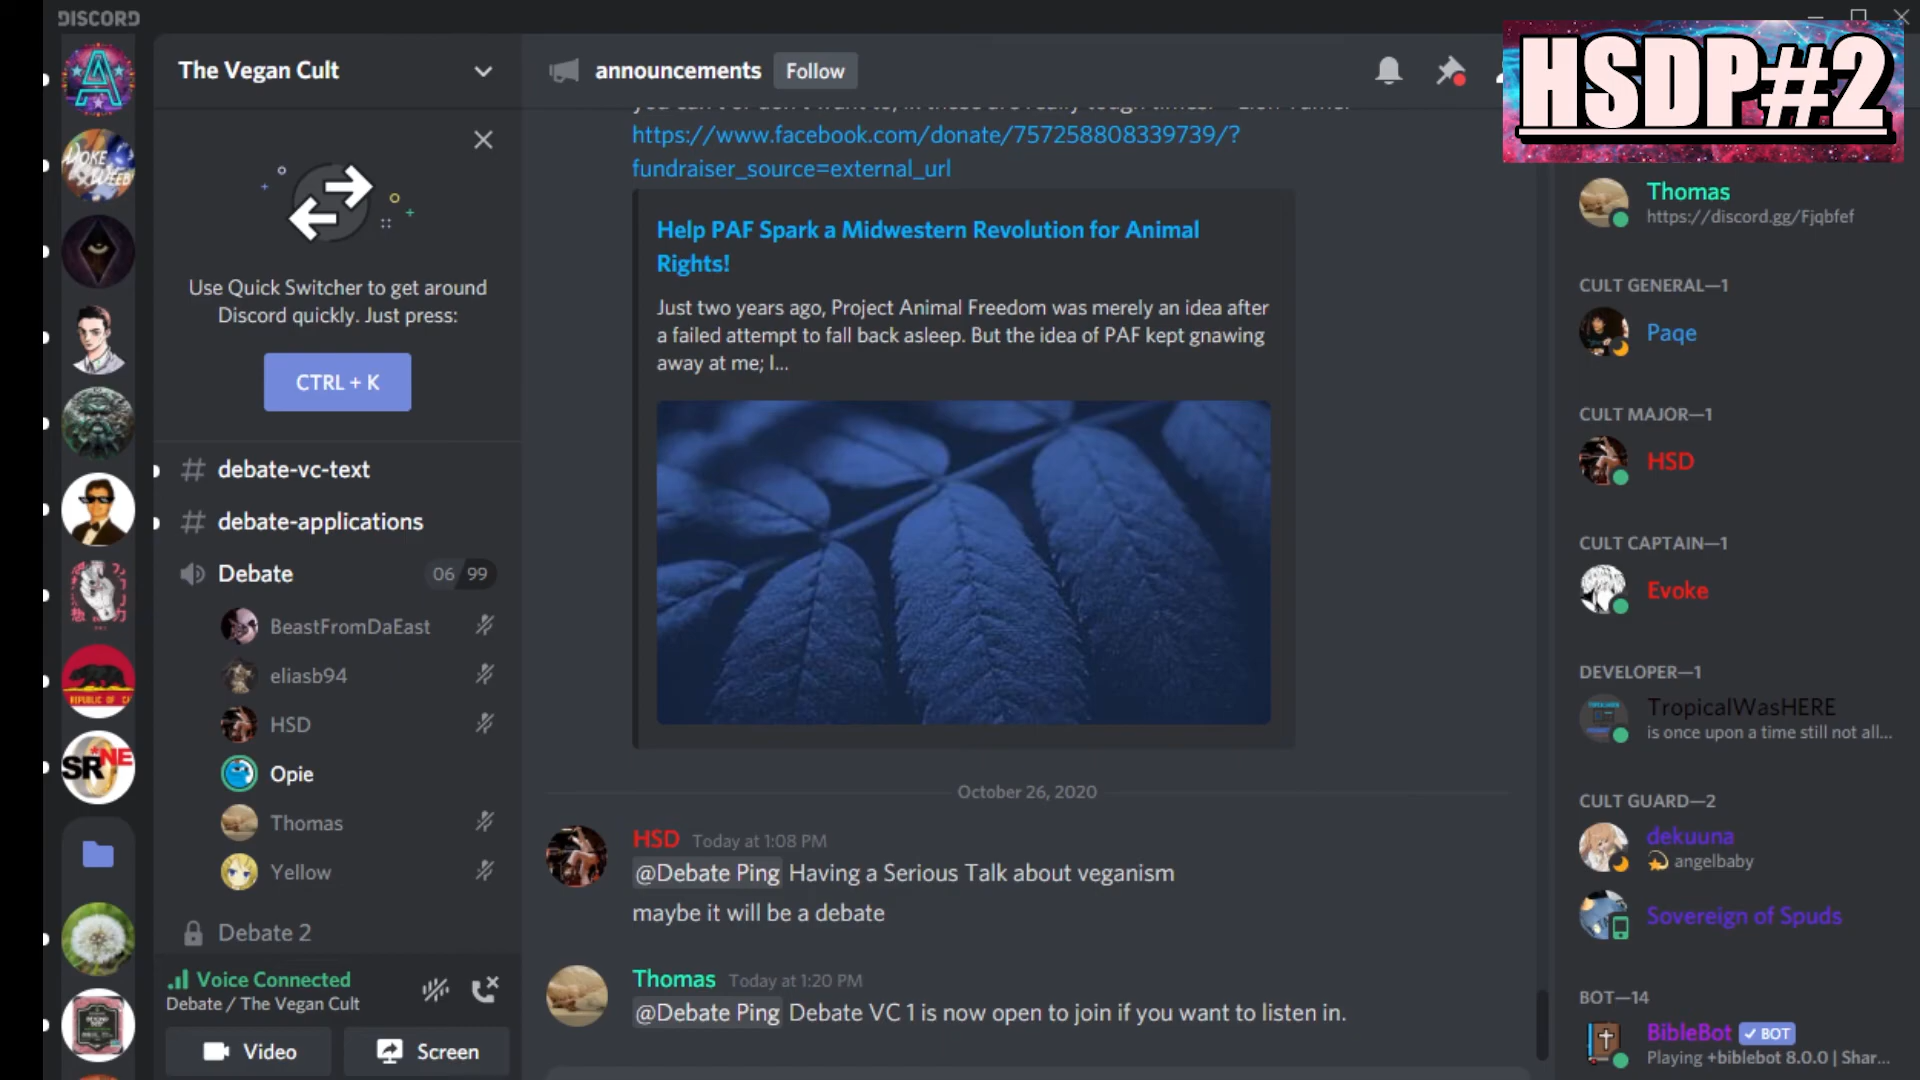 DISCORD
HSDP#2
The Vegan Cult
announcements
Follow
Use Quick Switcher to get around
Discord quickly. Just press:
CTRL + K
# debate-vc-text
# debate-applications
Debate
06 99
BeastFromDaEast
eliasb94
HSD
Opie
Thomas
Yellow
Debate 2
Voice Connected
Debate / The Vegan Cult
Video
Screen
https://www.facebook.com/donate/757258808339739/?
fundraiser_source=external_url
Help PAF Spark a Midwestern Revolution for Animal
Rights!
Just two years ago, Project Animal Freedom was merely an idea after
a failed attempt to fall back asleep. But the idea of PAF kept gnawing
away at me; I...
October 26, 2020
HSD Today at 1:08 PM
@Debate Ping Having a Serious Talk about veganism
maybe it will be a debate
Thomas Today at 1:20 PM
@Debate Ping Debate VC 1 is now open to join if you want to listen in.
Thomas
https://discord.gg/Fjqbfef
CULT GENERAL—1
Paqe
CULT MAJOR—1
HSD
CULT CAPTAIN—1
Evoke
DEVELOPER—1
TropicalWasHERE
is once upon a time still not all...
CULT GUARD—2
dekuuna
angelbaby
Sovereign of Spuds
BOT—14
BibleBot BOT
Playing +biblebot 8.0.0 | Shar...